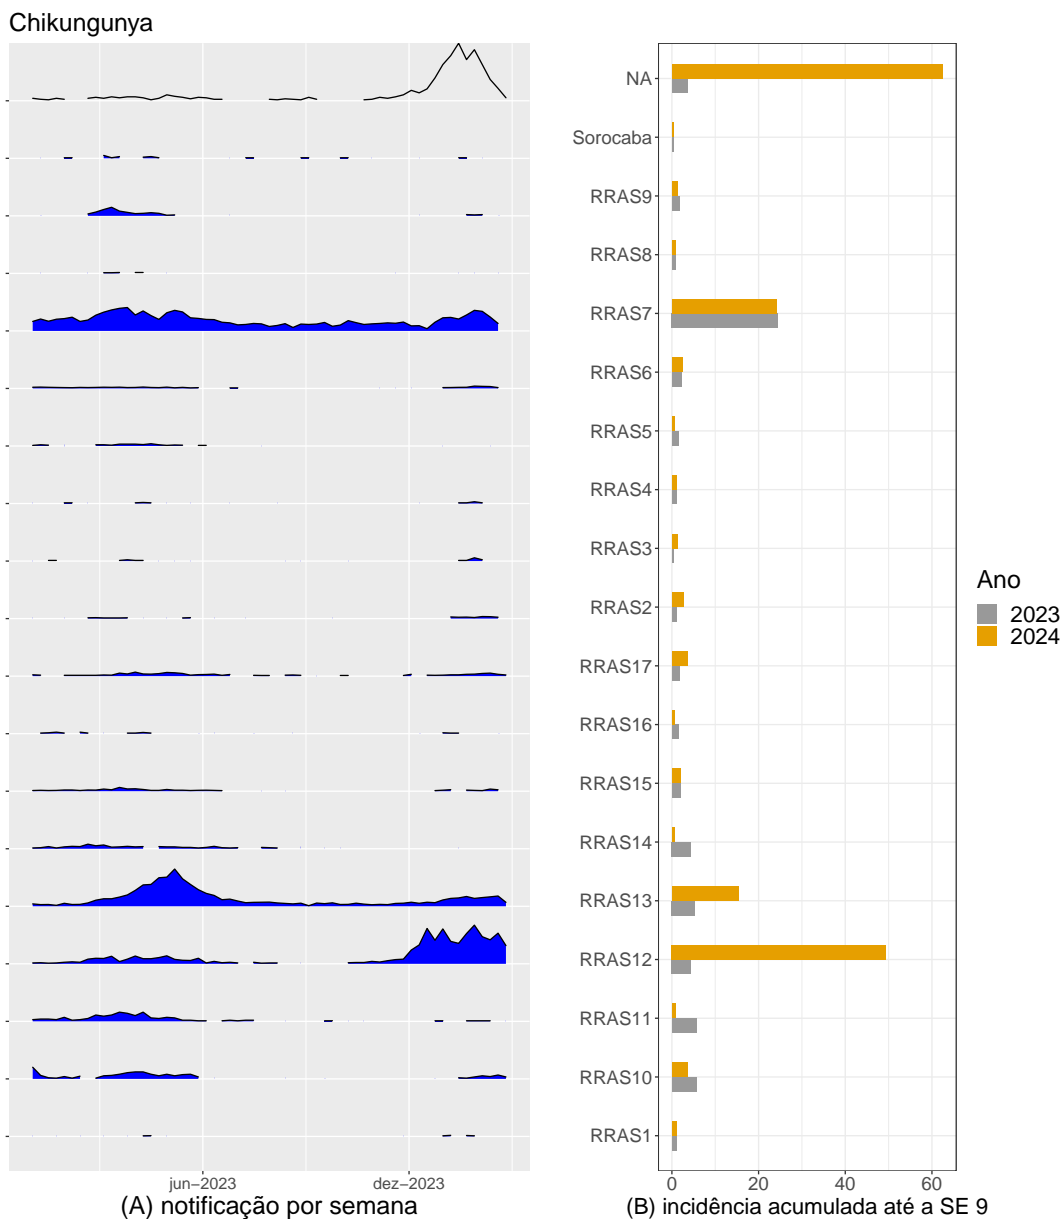 Chikungunya
jun−2023
dez−2023
(A) notificação por semana
NA
Sorocaba
RRAS9
RRAS8
RRAS7
RRAS6
RRAS5
RRAS4
RRAS3
RRAS2
RRAS17
RRAS16
RRAS15
RRAS14
RRAS13
RRAS12
RRAS11
RRAS10
RRAS1
0 20 40 60
(B) incidência acumulada até a SE 9
Ano
2023
2024